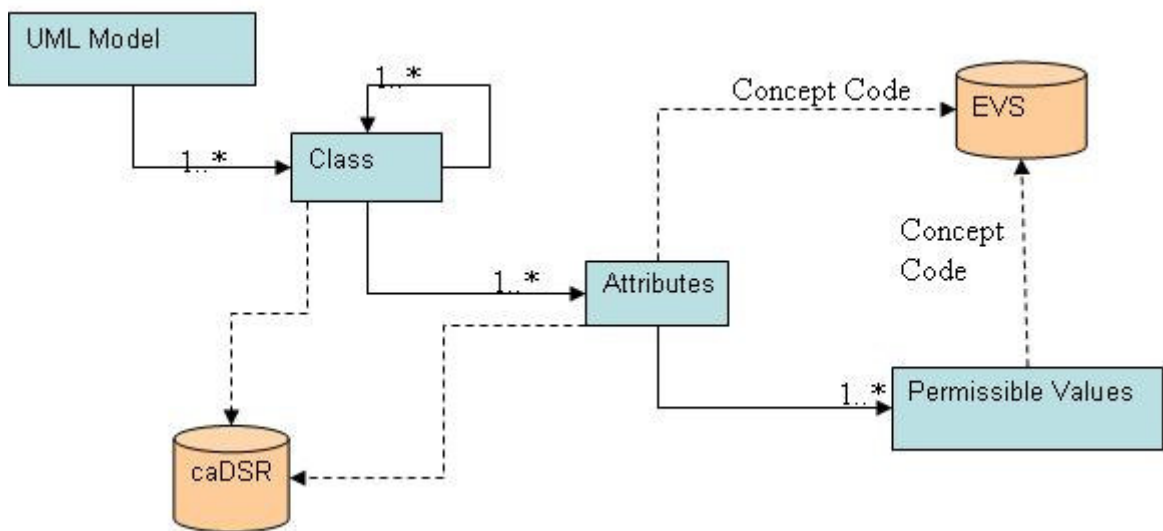 UML Model
1..*
Concept Code
EVS
1..*
Class
Concept
Code
1..*
Attributes
1..*
Permissible Values
caDSR